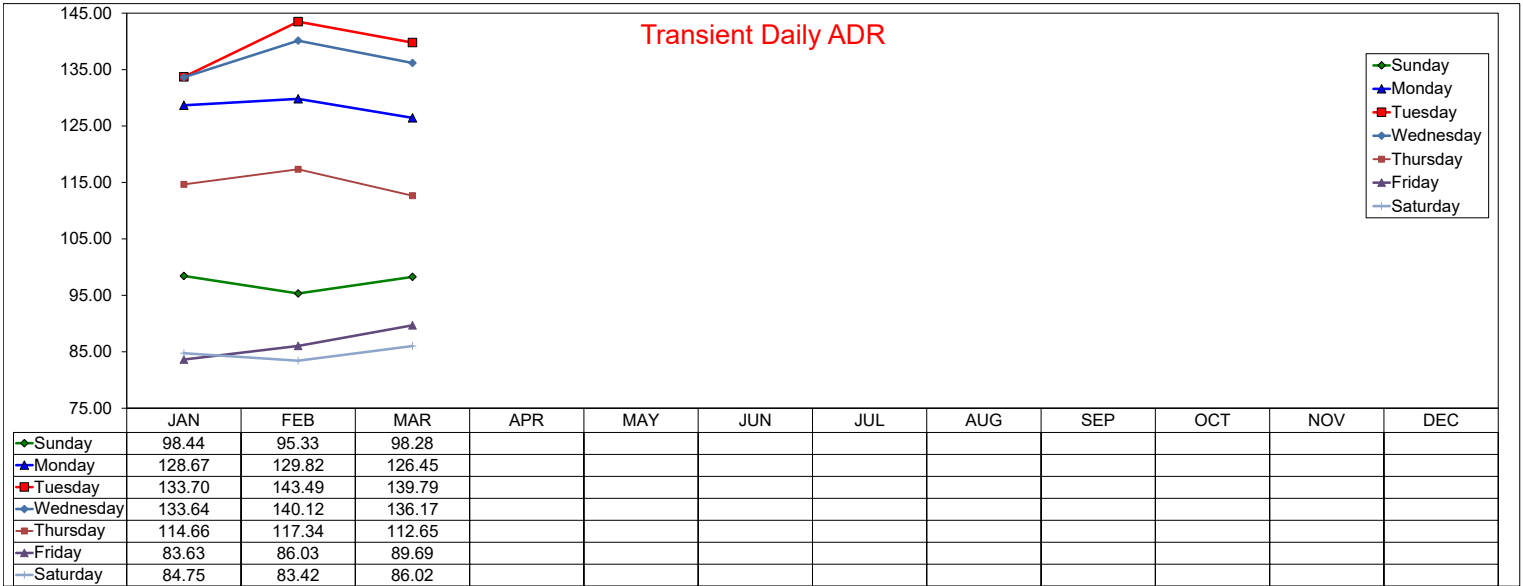 Transient Daily ADR
145.00
135.00
125.00
115.00
105.00
95.00
85.00
75.00
Sunday
Monday
Tuesday
Wednesday
Thursday
Friday
Saturday
JAN FEB MAR APR MAY JUN JUL AUG SEP OCT NOV DEC
Sunday 98.44 95.33 98.28
Monday 128.67 129.82 126.45
Tuesday 133.70 143.49 139.79
Wednesday 133.64 140.12 136.17
Thursday 114.66 117.34 112.65
Friday 83.63 86.03 89.69
Saturday 84.75 83.42 86.02